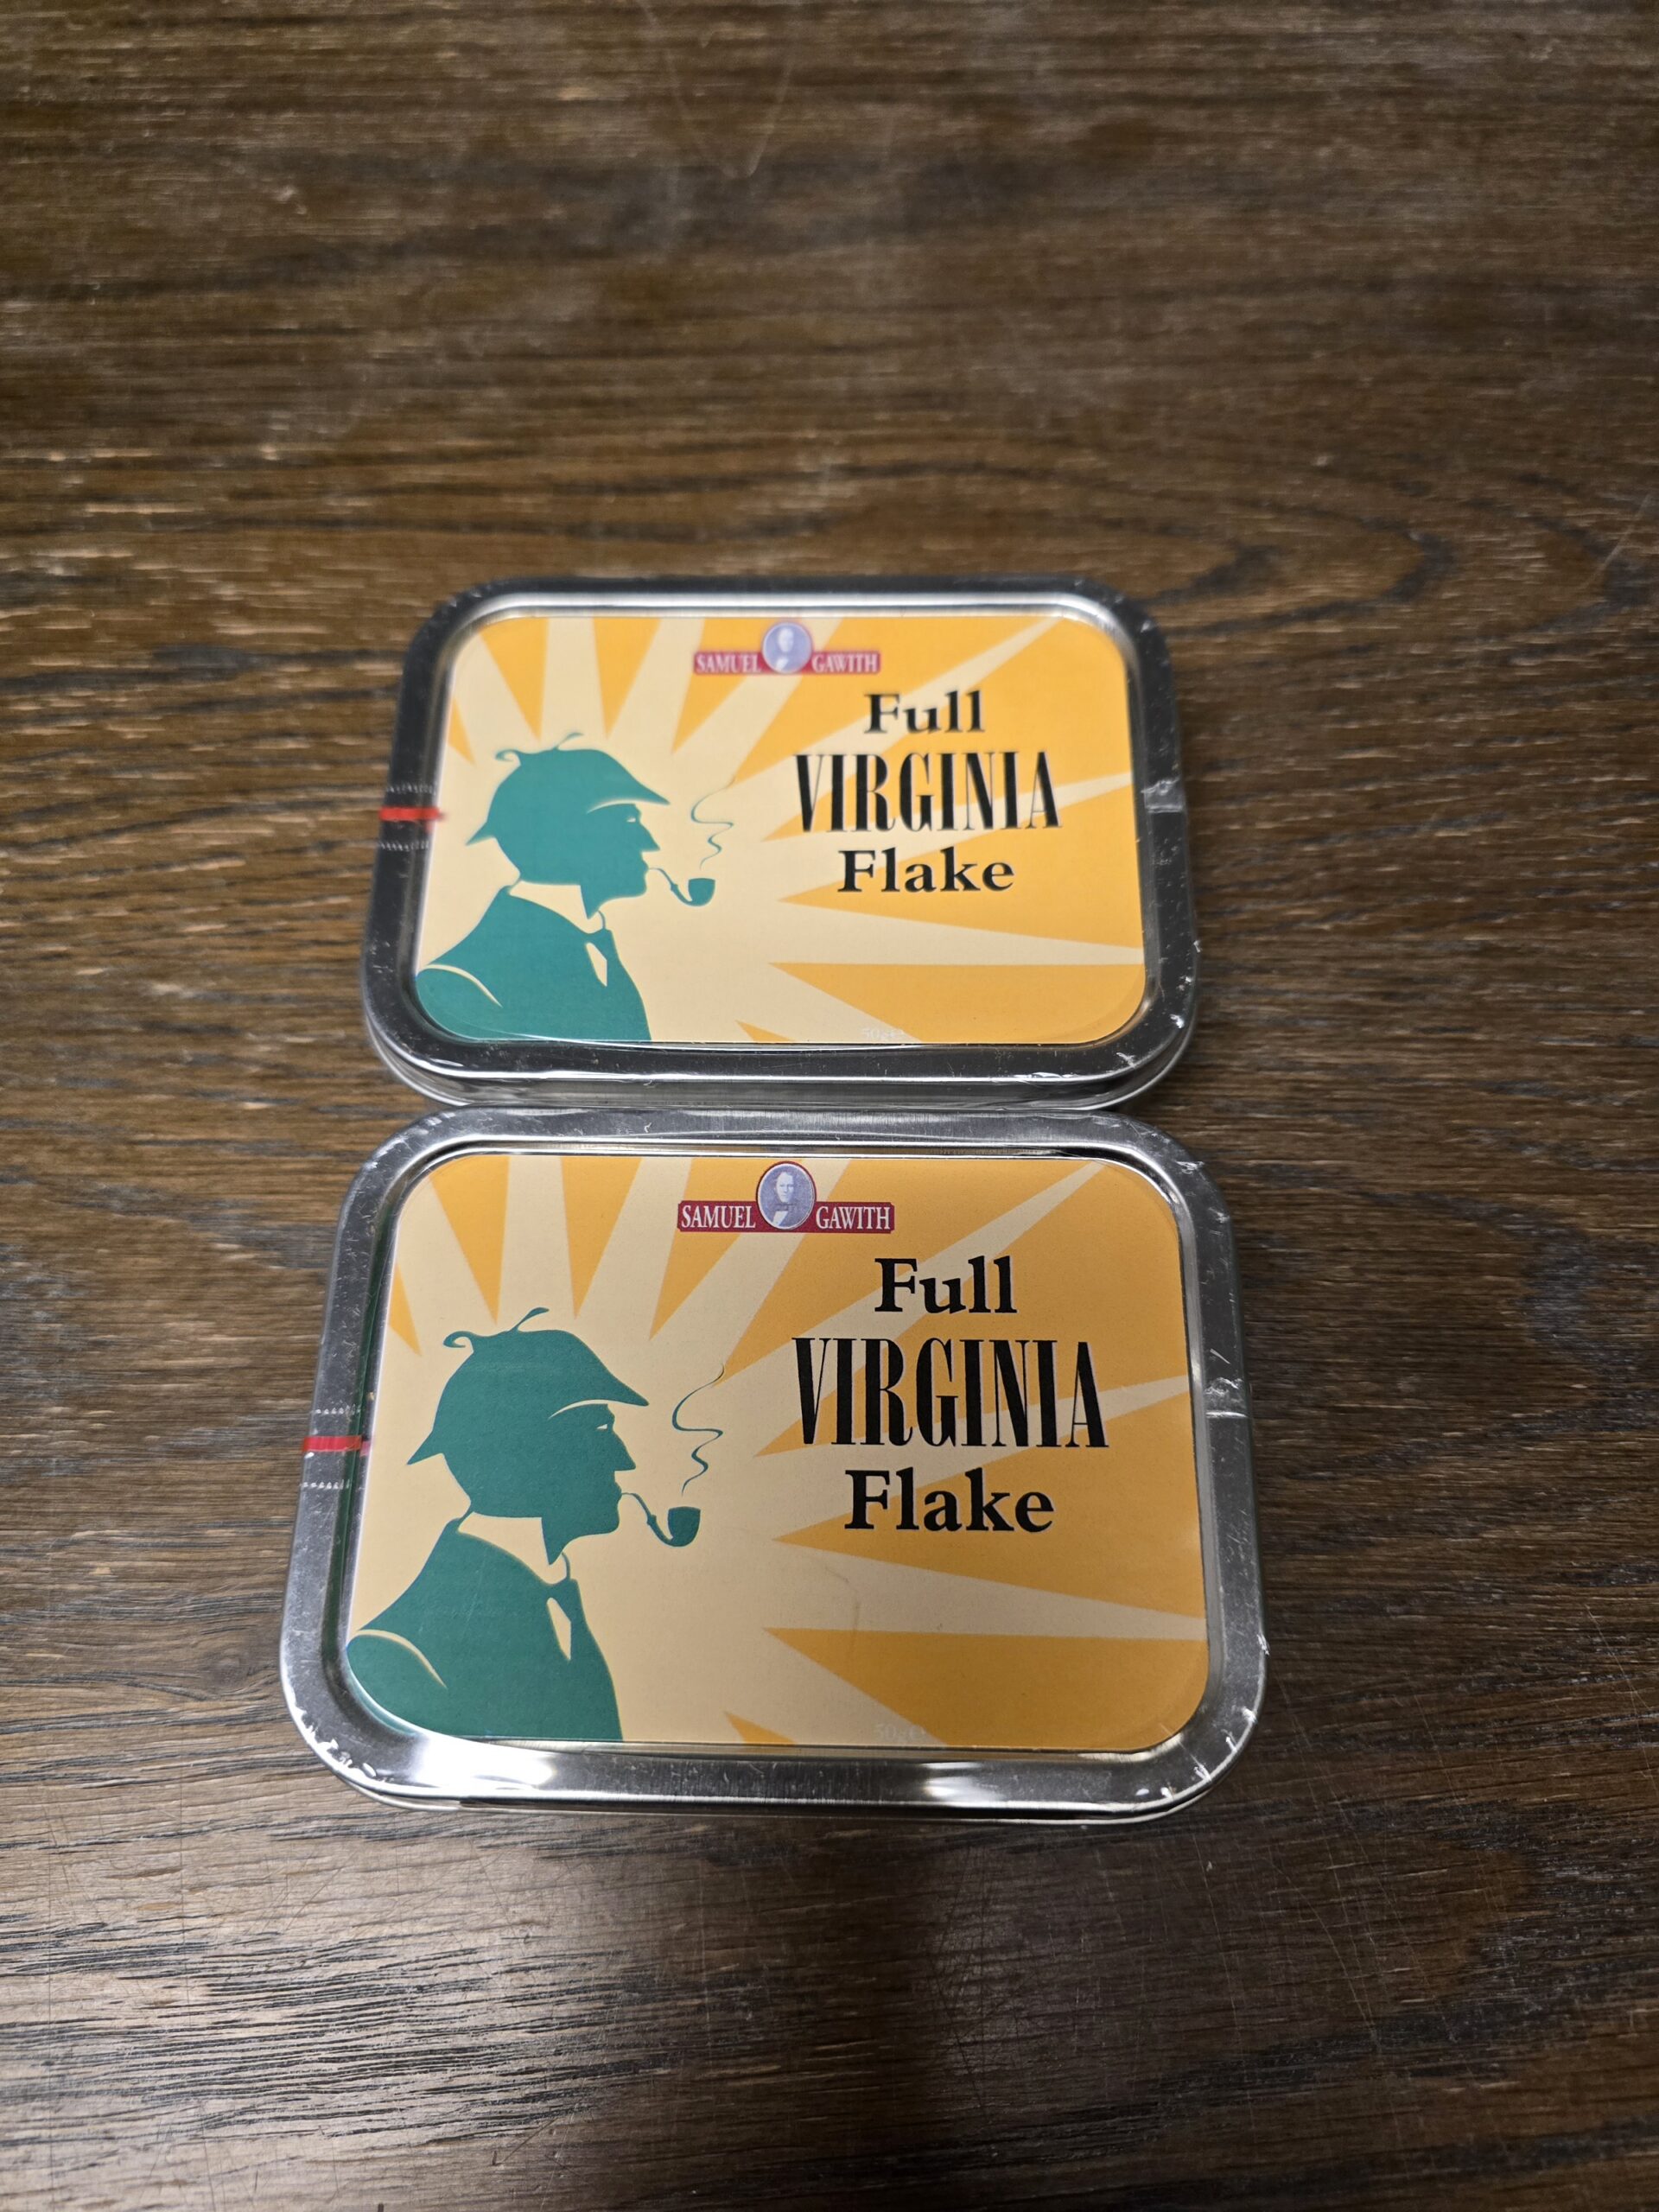 SAMUEL GAWITH
Full
VIRGINIA
Flake
SAMUEL GAWITH
Full
VIRGINIA
Flake